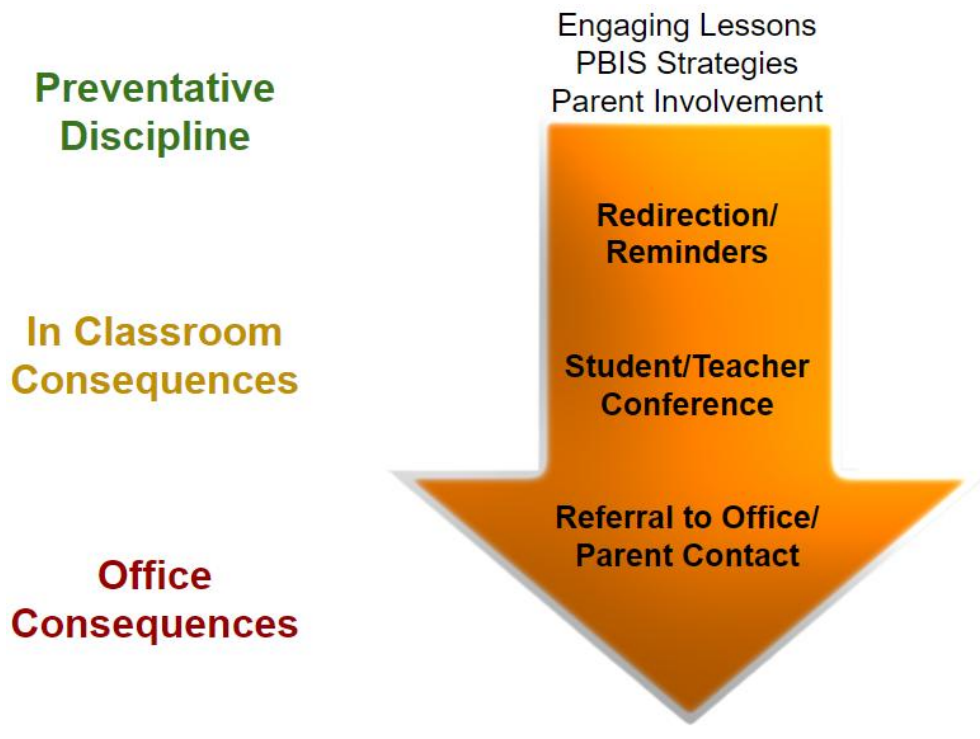 Engaging Lessons
PBIS Strategies
Parent Involvement
Preventative
Discipline
Redirection/
Reminders
In Classroom
Consequences
Student/Teacher
Conference
Referral to Office/
Parent Contact
Office
Consequences